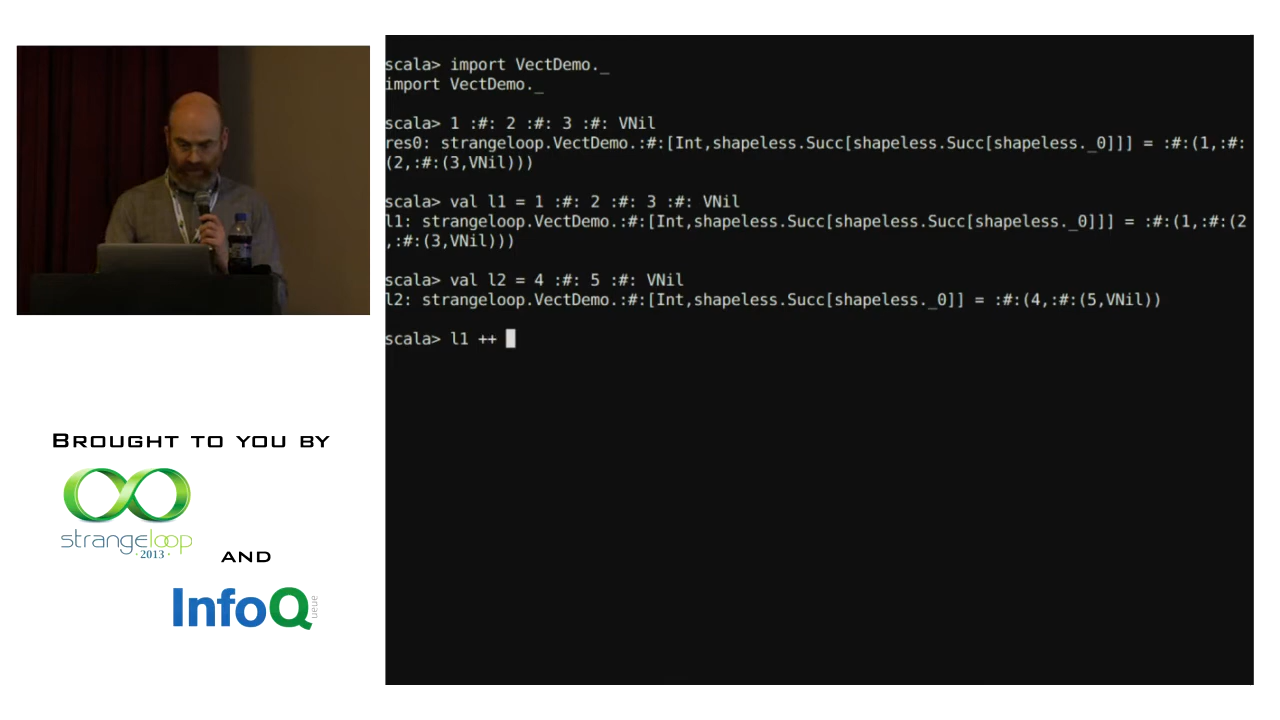 scala> import VectDemo._
import VectDemo._
scala> 1 :#: 2 :#: 3 :#: VNil
res0: strangeloop.VectDemo.:#:[Int,shapeless.Succ[shapeless.Succ[shapeless._0]]] = :#:(1,:#:
(2,:#:(3,VNil)))
scala> val l1 = 1 :#: 2 :#: 3 :#: VNil
l1: strangeloop.VectDemo.:#:[Int,shapeless.Succ[shapeless.Succ[shapeless._0]]] = :#:(1,:#:(2
,:#:(3,VNil)))
scala> val l2 = 4 :#: 5 :#: VNil
l2: strangeloop.VectDemo.:#:[Int,shapeless.Succ[shapeless._0]] = :#:(4,:#:(5,VNil))
scala> l1 ++
BROUGHT TO YOU BY
strangeloop
·2013·
AND
InfoQ